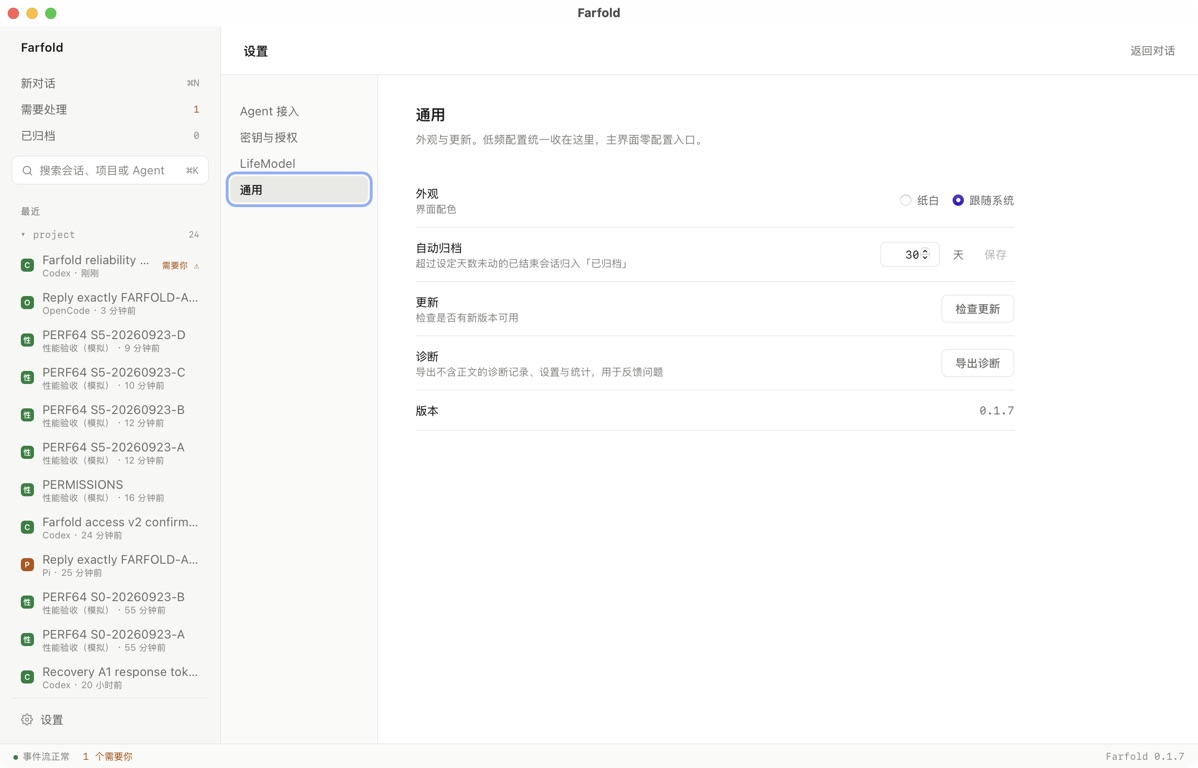 Farfold
Farfold
新对话 ⌘N
需要处理 1
已归档 0
搜索会话、项目或 Agent ⌘K
最近
project 24
C Farfold reliability ... 需要你
Codex · 刚刚
O Reply exactly FARFOLD-A...
OpenCode · 3 分钟前
性 PERF64 S5-20260923-D
性能验收（模拟） · 9 分钟前
性 PERF64 S5-20260923-C
性能验收（模拟） · 10 分钟前
性 PERF64 S5-20260923-B
性能验收（模拟） · 12 分钟前
性 PERF64 S5-20260923-A
性能验收（模拟） · 12 分钟前
性 PERMISSIONS
性能验收（模拟） · 16 分钟前
C Farfold access v2 confirm...
Codex · 24 分钟前
P Reply exactly FARFOLD-A...
Pi · 25 分钟前
性 PERF64 S0-20260923-B
性能验收（模拟） · 55 分钟前
性 PERF64 S0-20260923-A
性能验收（模拟） · 55 分钟前
C Recovery A1 response tok...
Codex · 20 小时前
设置
设置 返回对话
Agent 接入
密钥与授权
LifeModel
通用
通用
外观与更新。低频配置统一收在这里，主界面零配置入口。
外观 纸白 跟随系统
界面配色
自动归档 30 天 保存
超过设定天数未动的已结束会话归入「已归档」
更新 检查更新
检查是否有新版本可用
诊断 导出诊断
导出不含正文的诊断记录、设置与统计，用于反馈问题
版本 0.1.7
事件流正常 1 个需要你 Farfold 0.1.7